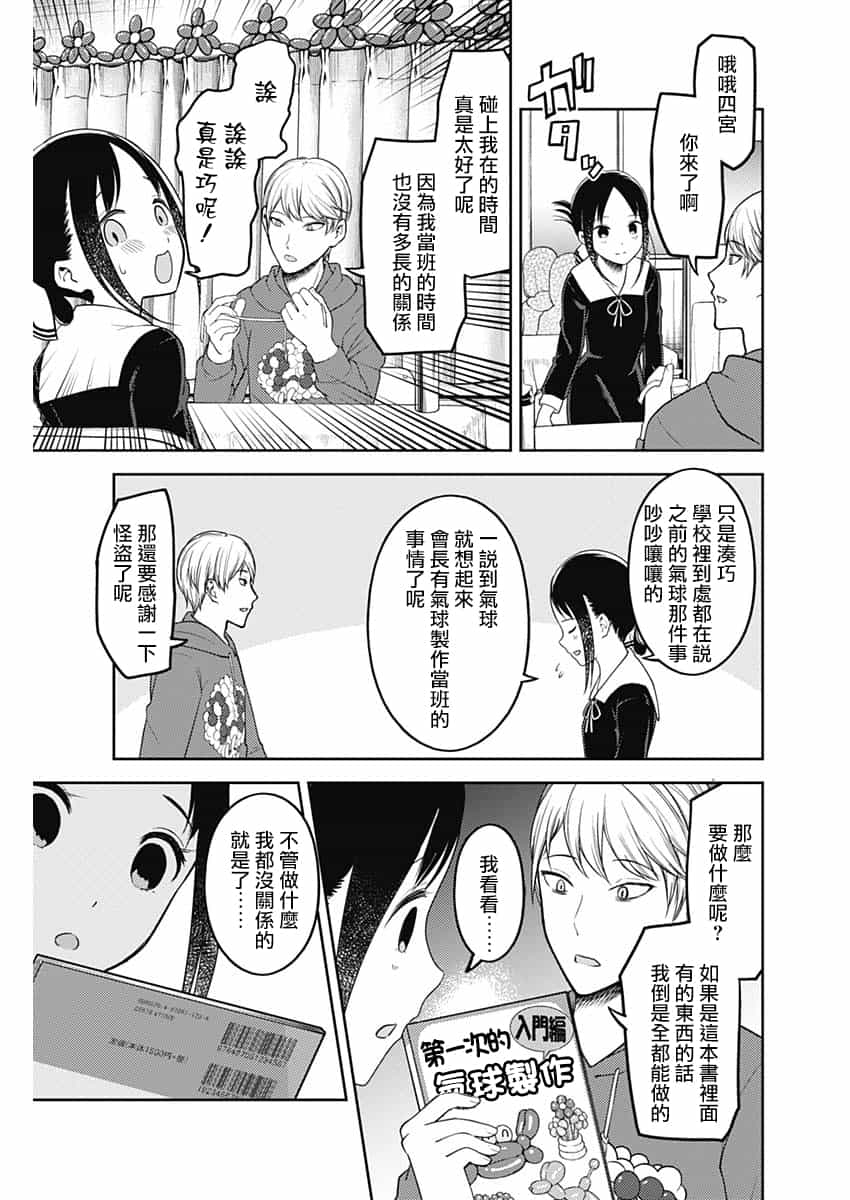 哦哦四宮
你來了啊
ガタッ
碰上我在的時間
真是太好了呢
因為我當班的時間
也沒有多長的關係
誒
誒誒
真是巧呢!
只是湊巧
學校裡到處都在說
之前的氣球那件事
吵吵嚷嚷的
一說到氣球
就想起來
會長有氣球製作當班的
事情了呢
那還要感謝一下
怪盜了呢
那麼
要做什麼呢?
如果是這本書裡面
有的東西的話
我倒是全都能做的
我看看……
第一次的
氣球製作
入門編
不管做什麼
我都沒關係的
就是了……